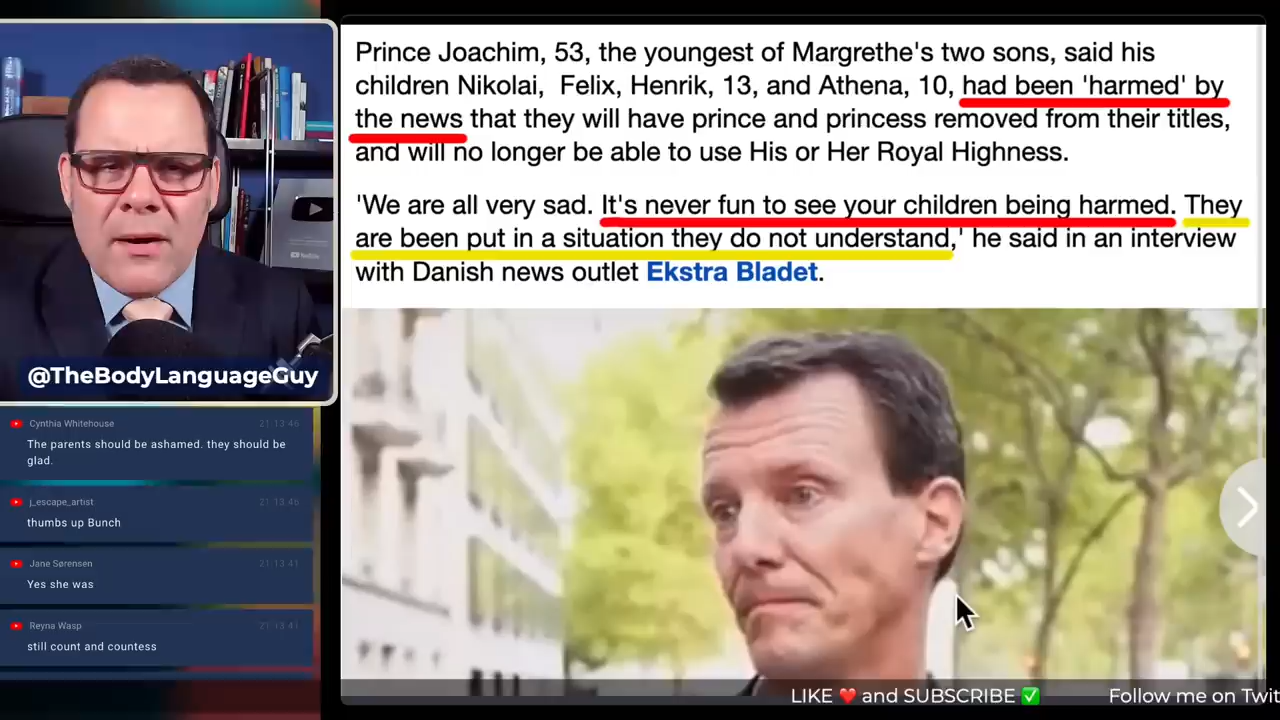 Prince Joachim, 53, the youngest of Margrethe's two sons, said his
children Nikolai, Felix, Henrik, 13, and Athena, 10, had been 'harmed' by
the news that they will have prince and princess removed from their titles,
and will no longer be able to use His or Her Royal Highness.
'We are all very sad. It's never fun to see your children being harmed. They
are been put in a situation they do not understand,' he said in an interview
with Danish news outlet Ekstra Bladet.
@TheBodyLanguageGuy
Cynthia Whitehouse 21:13:46
The parents should be ashamed. they should be
glad.
j_escape_artist 21:13:46
thumbs up Bunch
Jane Sørensen 21:13:41
Yes she was
Reyna Wasp 21:13:41
still count and countess
LIKE ❤️ and SUBSCRIBE ✅ Follow me on Twit